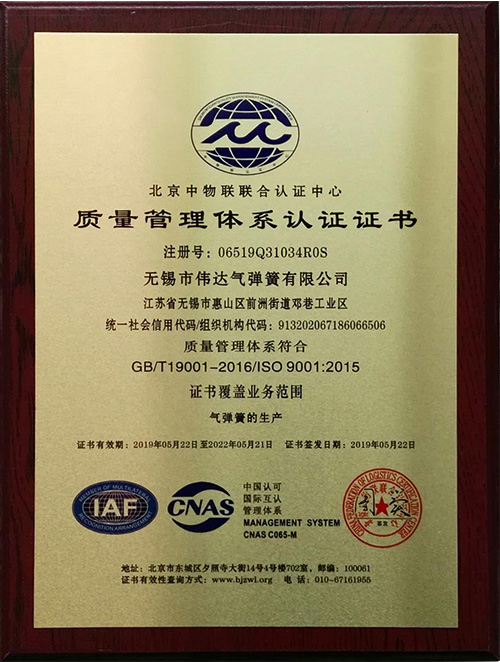 北京中物联联合认证中心
质量管理体系认证证书
注册号：06519Q31034R0S
无锡市伟达气弹簧有限公司
江苏省无锡市惠山区前洲街道邓巷工业区
统一社会信用代码/组织机构代码：913202067186066506
质量管理体系符合
GB/T19001-2016/ISO 9001:2015
证书覆盖业务范围
气弹簧的生产
证书有效期：2019年05月22日至2022年05月21日 证书签发日期：2019年05月22日
MEMBER OF MULTILATERAL
IAF
RECOGNITION ARRANGEMENT
CNAS
中国认可
国际互认
管理体系
MANAGEMENT SYSTEM
CNAS C065-M
地址：北京市东城区夕照寺大街14号4号楼702室，邮编：100061
证书有效性查询方式：www.bjzwl.org 电话：010-67161955